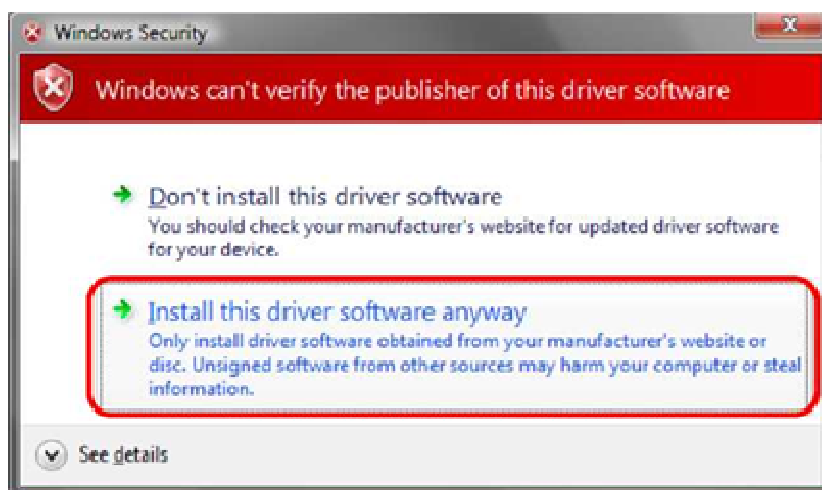 Windows Security
Windows can't verify the publisher of this driver software
Don't install this driver software
You should check your manufacturer's website for updated driver software
for your device.
Install this driver software anyway
Only install driver software obtained from your manufacturer's website or
disc. Unsigned software from other sources may harm your computer or steal
information.
See details